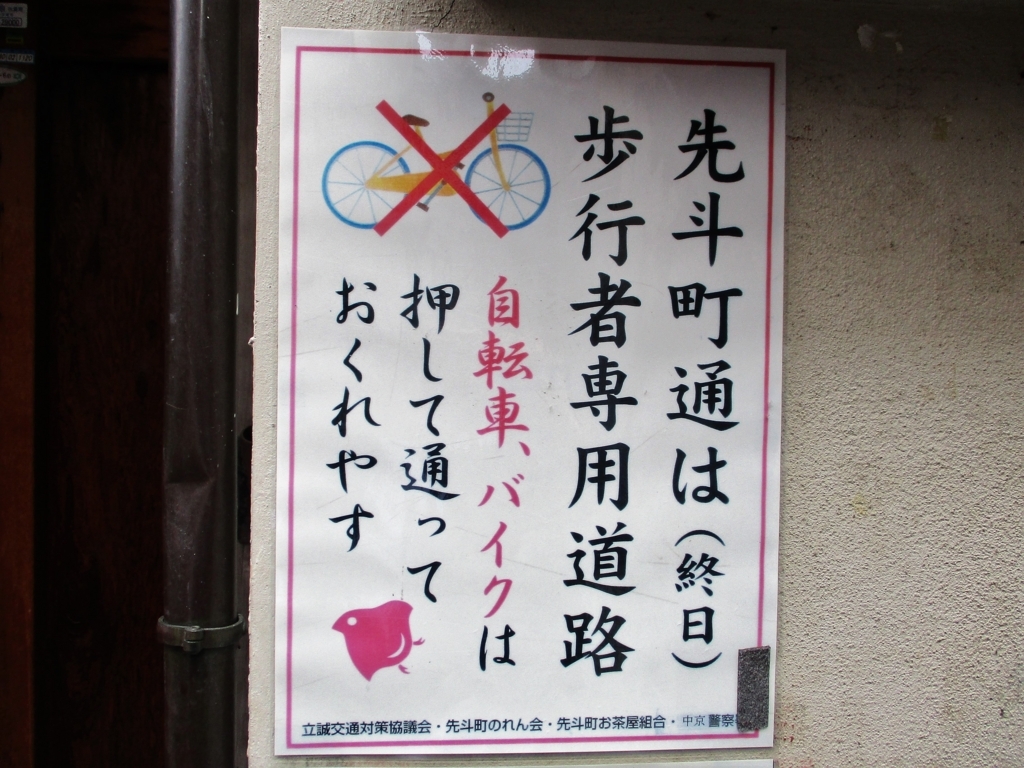 先斗町通は（終日）
歩行者専用道路
自転車、バイクは
押して通って
おくれやす
立誠交通対策協議会・先斗町のれん会・先斗町お茶屋組合・中京警察